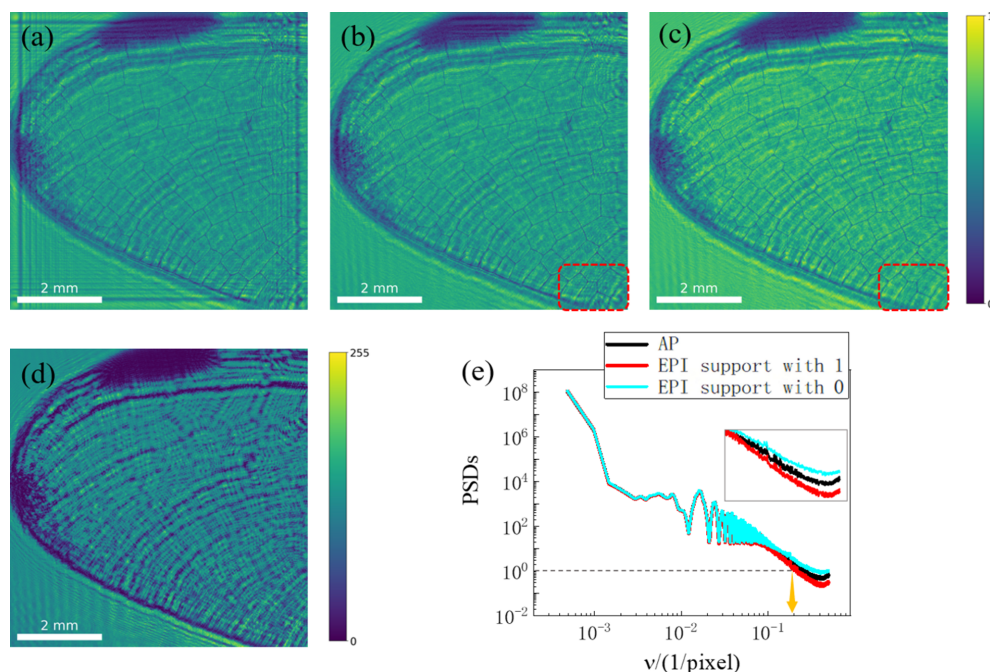 (a)
(b)
(c)
2 mm
2 mm
2 mm
0
(d)
2 mm
255
0
(e)
AP
EPI support with 1
EPI support with 0
PSDs
10⁸
10⁶
10⁴
10²
10⁰
10⁻²
10⁻³
10⁻²
10⁻¹
ν/(1/pixel)